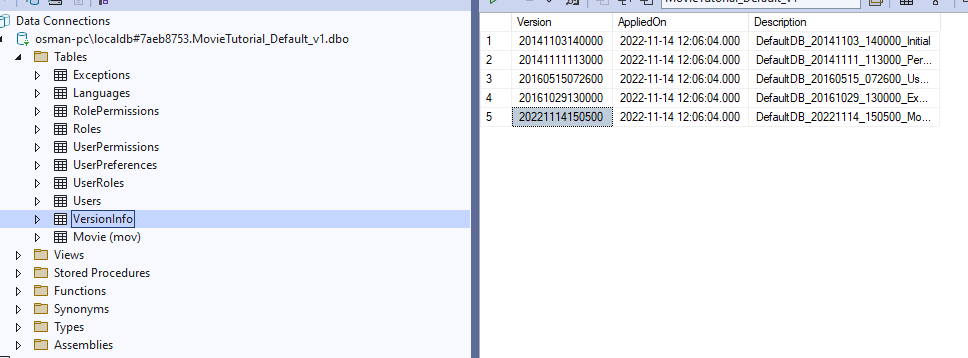 Data Connections
osman-pc\localdb#7aeb8753.MovieTutorial_Default_v1.dbo
Tables
Exceptions
Languages
RolePermissions
Roles
UserPermissions
UserPreferences
UserRoles
Users
VersionInfo
Movie (mov)
Views
Stored Procedures
Functions
Synonyms
Types
Assemblies
Version AppliedOn Description
1 20141103140000 2022-11-14 12:06:04.000 DefaultDB_20141103_140000_Initial
2 20141111113000 2022-11-14 12:06:04.000 DefaultDB_20141111_113000_Per...
3 20160515072600 2022-11-14 12:06:04.000 DefaultDB_20160515_072600_Us...
4 20161029130000 2022-11-14 12:06:04.000 DefaultDB_20161029_130000_Ex...
5 20221114150500 2022-11-14 12:06:04.000 DefaultDB_20221114_150500_Mo...